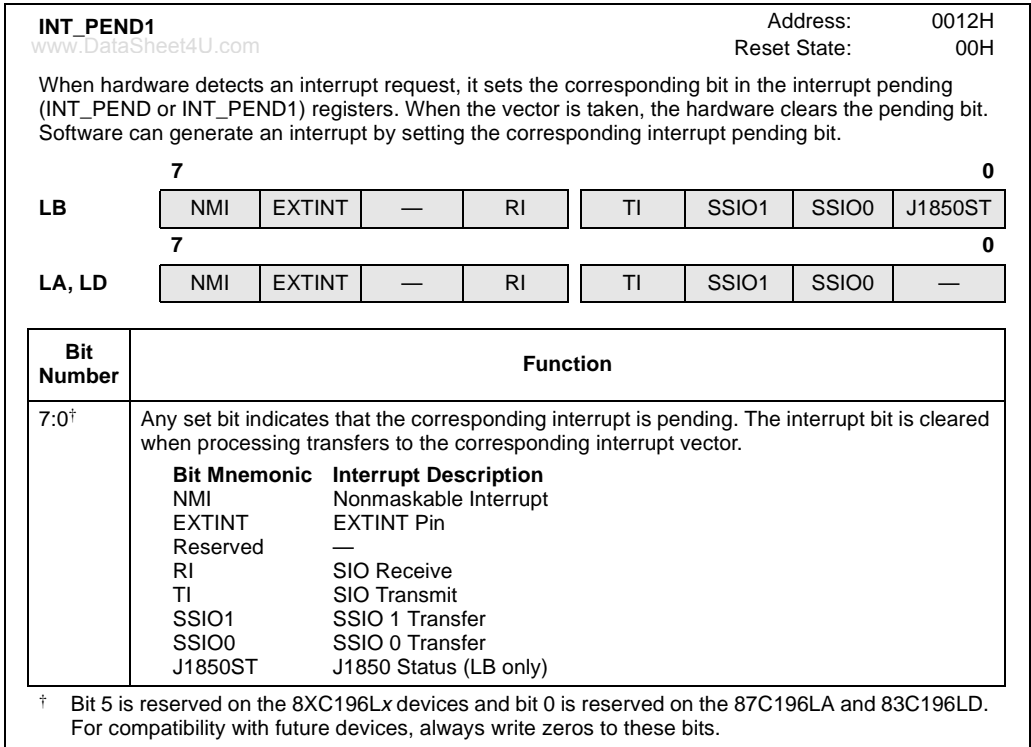 INT_PEND1 Address: 0012H
www.DataSheet4U.com Reset State: 00H
When hardware detects an interrupt request, it sets the corresponding bit in the interrupt pending
(INT_PEND or INT_PEND1) registers. When the vector is taken, the hardware clears the pending bit.
Software can generate an interrupt by setting the corresponding interrupt pending bit.
7 0
LB NMI EXTINT — RI TI SSIO1 SSIO0 J1850ST
7 0
LA, LD NMI EXTINT — RI TI SSIO1 SSIO0 —
Bit
Number
Function
7:0† Any set bit indicates that the corresponding interrupt is pending. The interrupt bit is cleared
when processing transfers to the corresponding interrupt vector.
Bit Mnemonic Interrupt Description
NMI Nonmaskable Interrupt
EXTINT EXTINT Pin
Reserved —
RI SIO Receive
TI SIO Transmit
SSIO1 SSIO 1 Transfer
SSIO0 SSIO 0 Transfer
J1850ST J1850 Status (LB only)
† Bit 5 is reserved on the 8XC196Lx devices and bit 0 is reserved on the 87C196LA and 83C196LD.
For compatibility with future devices, always write zeros to these bits.